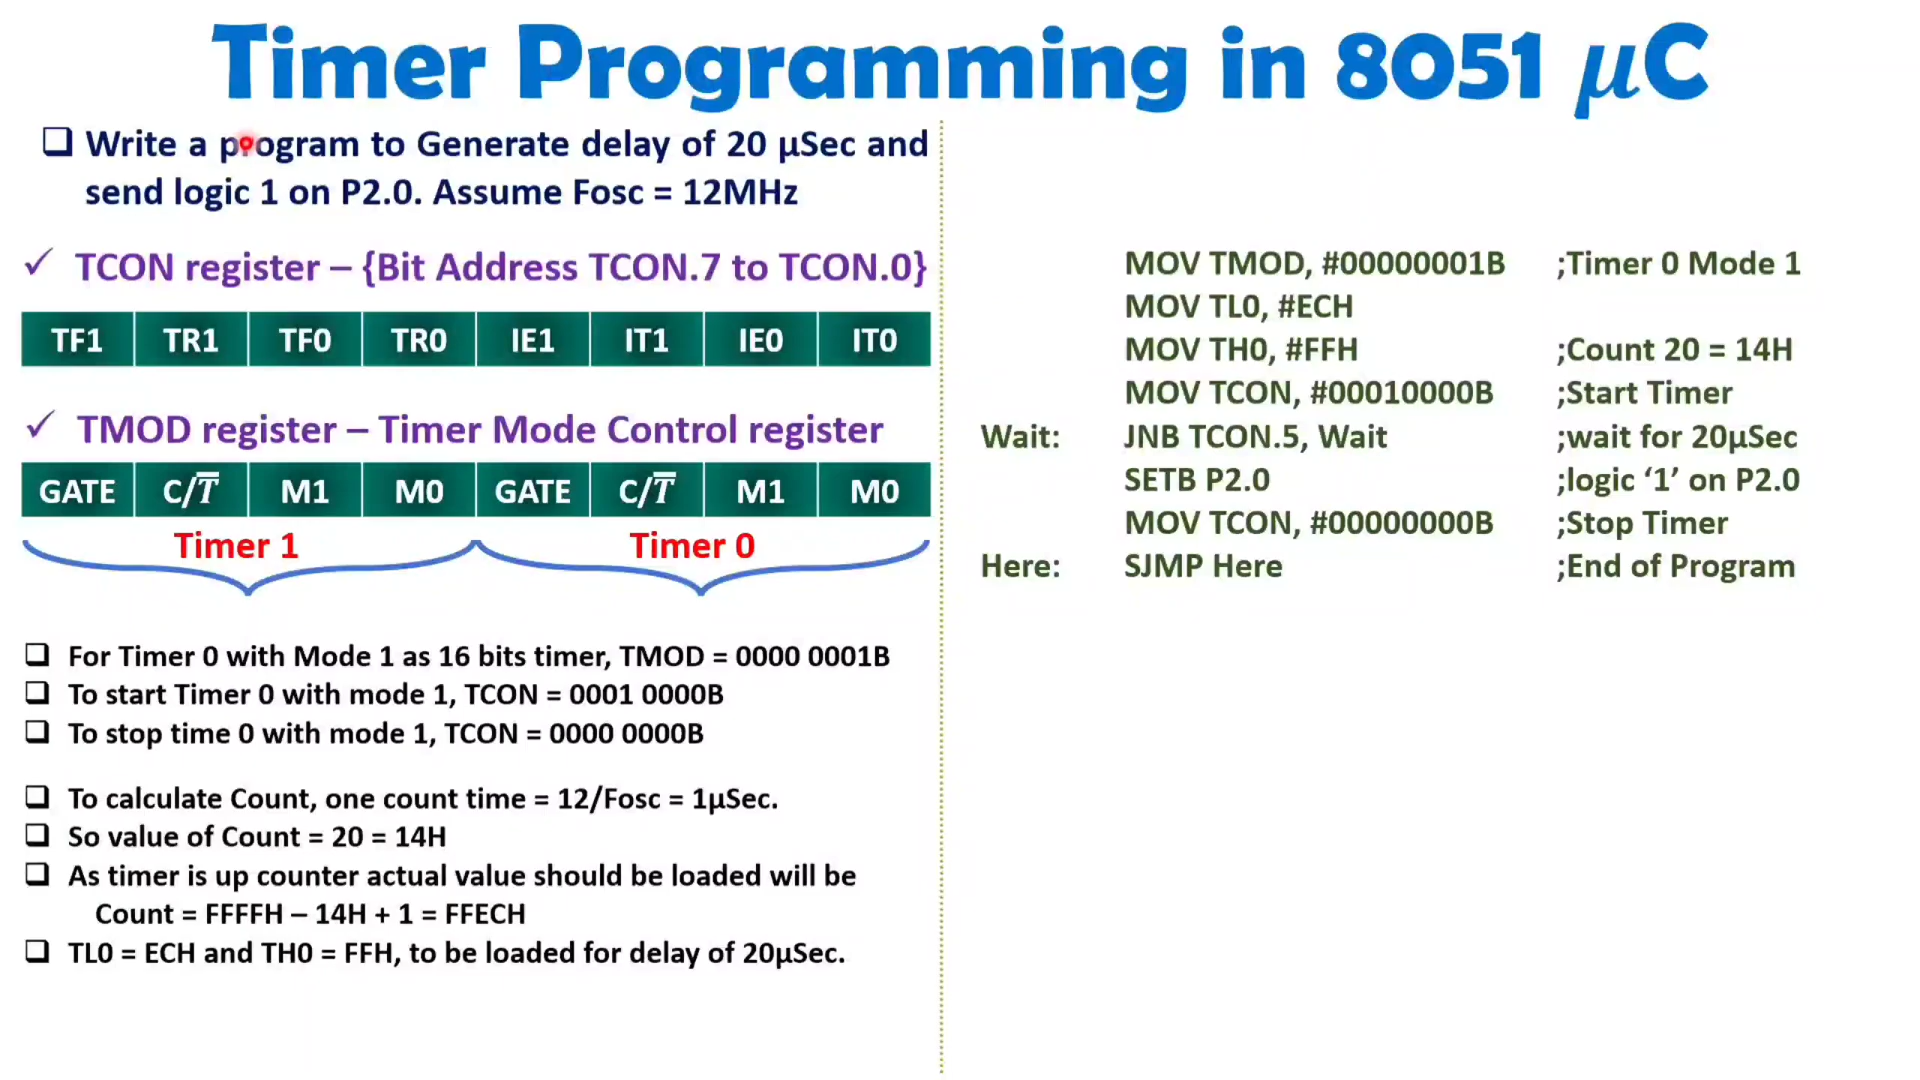 Timer Programming in 8051 μC
❑ Write a program to Generate delay of 20 μSec and
send logic 1 on P2.0. Assume Fosc = 12MHz
✓ TCON register – {Bit Address TCON.7 to TCON.0}
TF1 TR1 TF0 TR0 IE1 IT1 IE0 IT0
✓ TMOD register – Timer Mode Control register
GATE C/T̅ M1 M0 GATE C/T̅ M1 M0
Timer 1 Timer 0
❑ For Timer 0 with Mode 1 as 16 bits timer, TMOD = 0000 0001B
❑ To start Timer 0 with mode 1, TCON = 0001 0000B
❑ To stop time 0 with mode 1, TCON = 0000 0000B
❑ To calculate Count, one count time = 12/Fosc = 1μSec.
❑ So value of Count = 20 = 14H
❑ As timer is up counter actual value should be loaded will be
Count = FFFFH – 14H + 1 = FFECH
❑ TL0 = ECH and TH0 = FFH, to be loaded for delay of 20μSec.
MOV TMOD, #00000001B ;Timer 0 Mode 1
MOV TL0, #ECH
MOV TH0, #FFH ;Count 20 = 14H
MOV TCON, #00010000B ;Start Timer
Wait: JNB TCON.5, Wait ;wait for 20μSec
SETB P2.0 ;logic ‘1’ on P2.0
MOV TCON, #00000000B ;Stop Timer
Here: SJMP Here ;End of Program